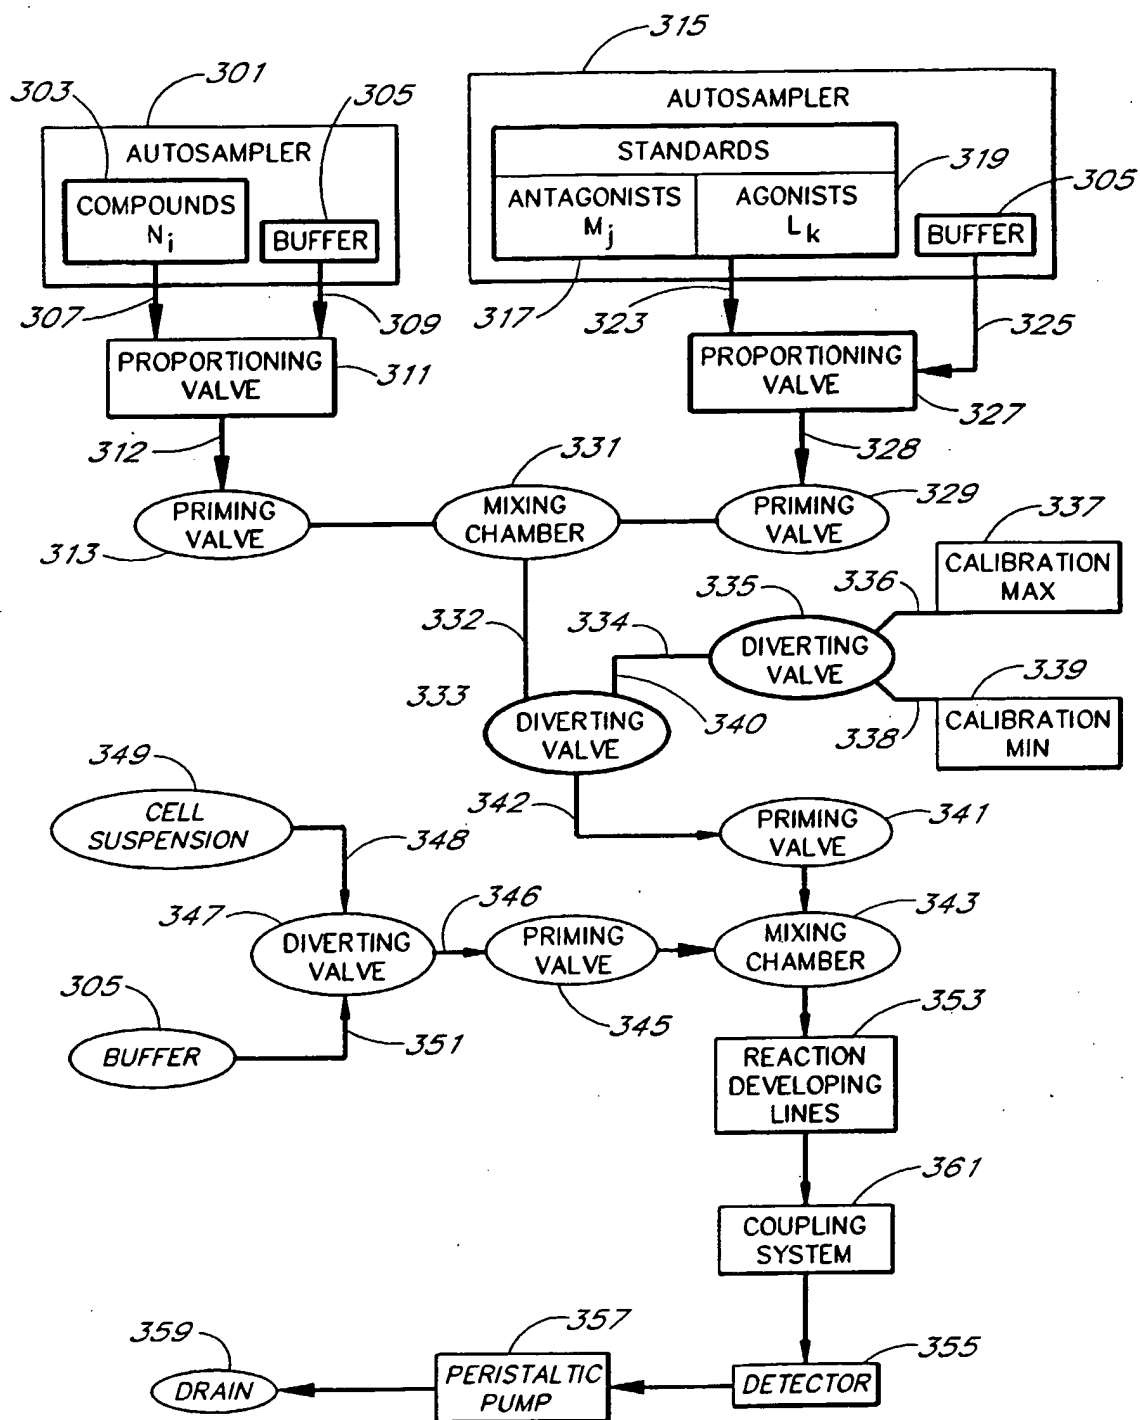 315
301
303
305
AUTOSAMPLER
AUTOSAMPLER
STANDARDS
319
305
COMPOUNDS
Ni
BUFFER
ANTAGONISTS
Mj
AGONISTS
Lk
BUFFER
307
309
317
323
325
PROPORTIONING
VALVE
311
PROPORTIONING
VALVE
327
312
331
328
329
PRIMING
VALVE
313
MIXING
CHAMBER
PRIMING
VALVE
337
336
CALIBRATION
MAX
335
332
334
DIVERTING
VALVE
339
333
340
338
CALIBRATION
MIN
DIVERTING
VALVE
349
342
CELL
SUSPENSION
348
PRIMING
VALVE
341
347
346
343
DIVERTING
VALVE
PRIMING
VALVE
MIXING
CHAMBER
305
351
345
353
BUFFER
REACTION
DEVELOPING
LINES
361
COUPLING
SYSTEM
357
359
355
PERISTALTIC
PUMP
DRAIN
DETECTOR